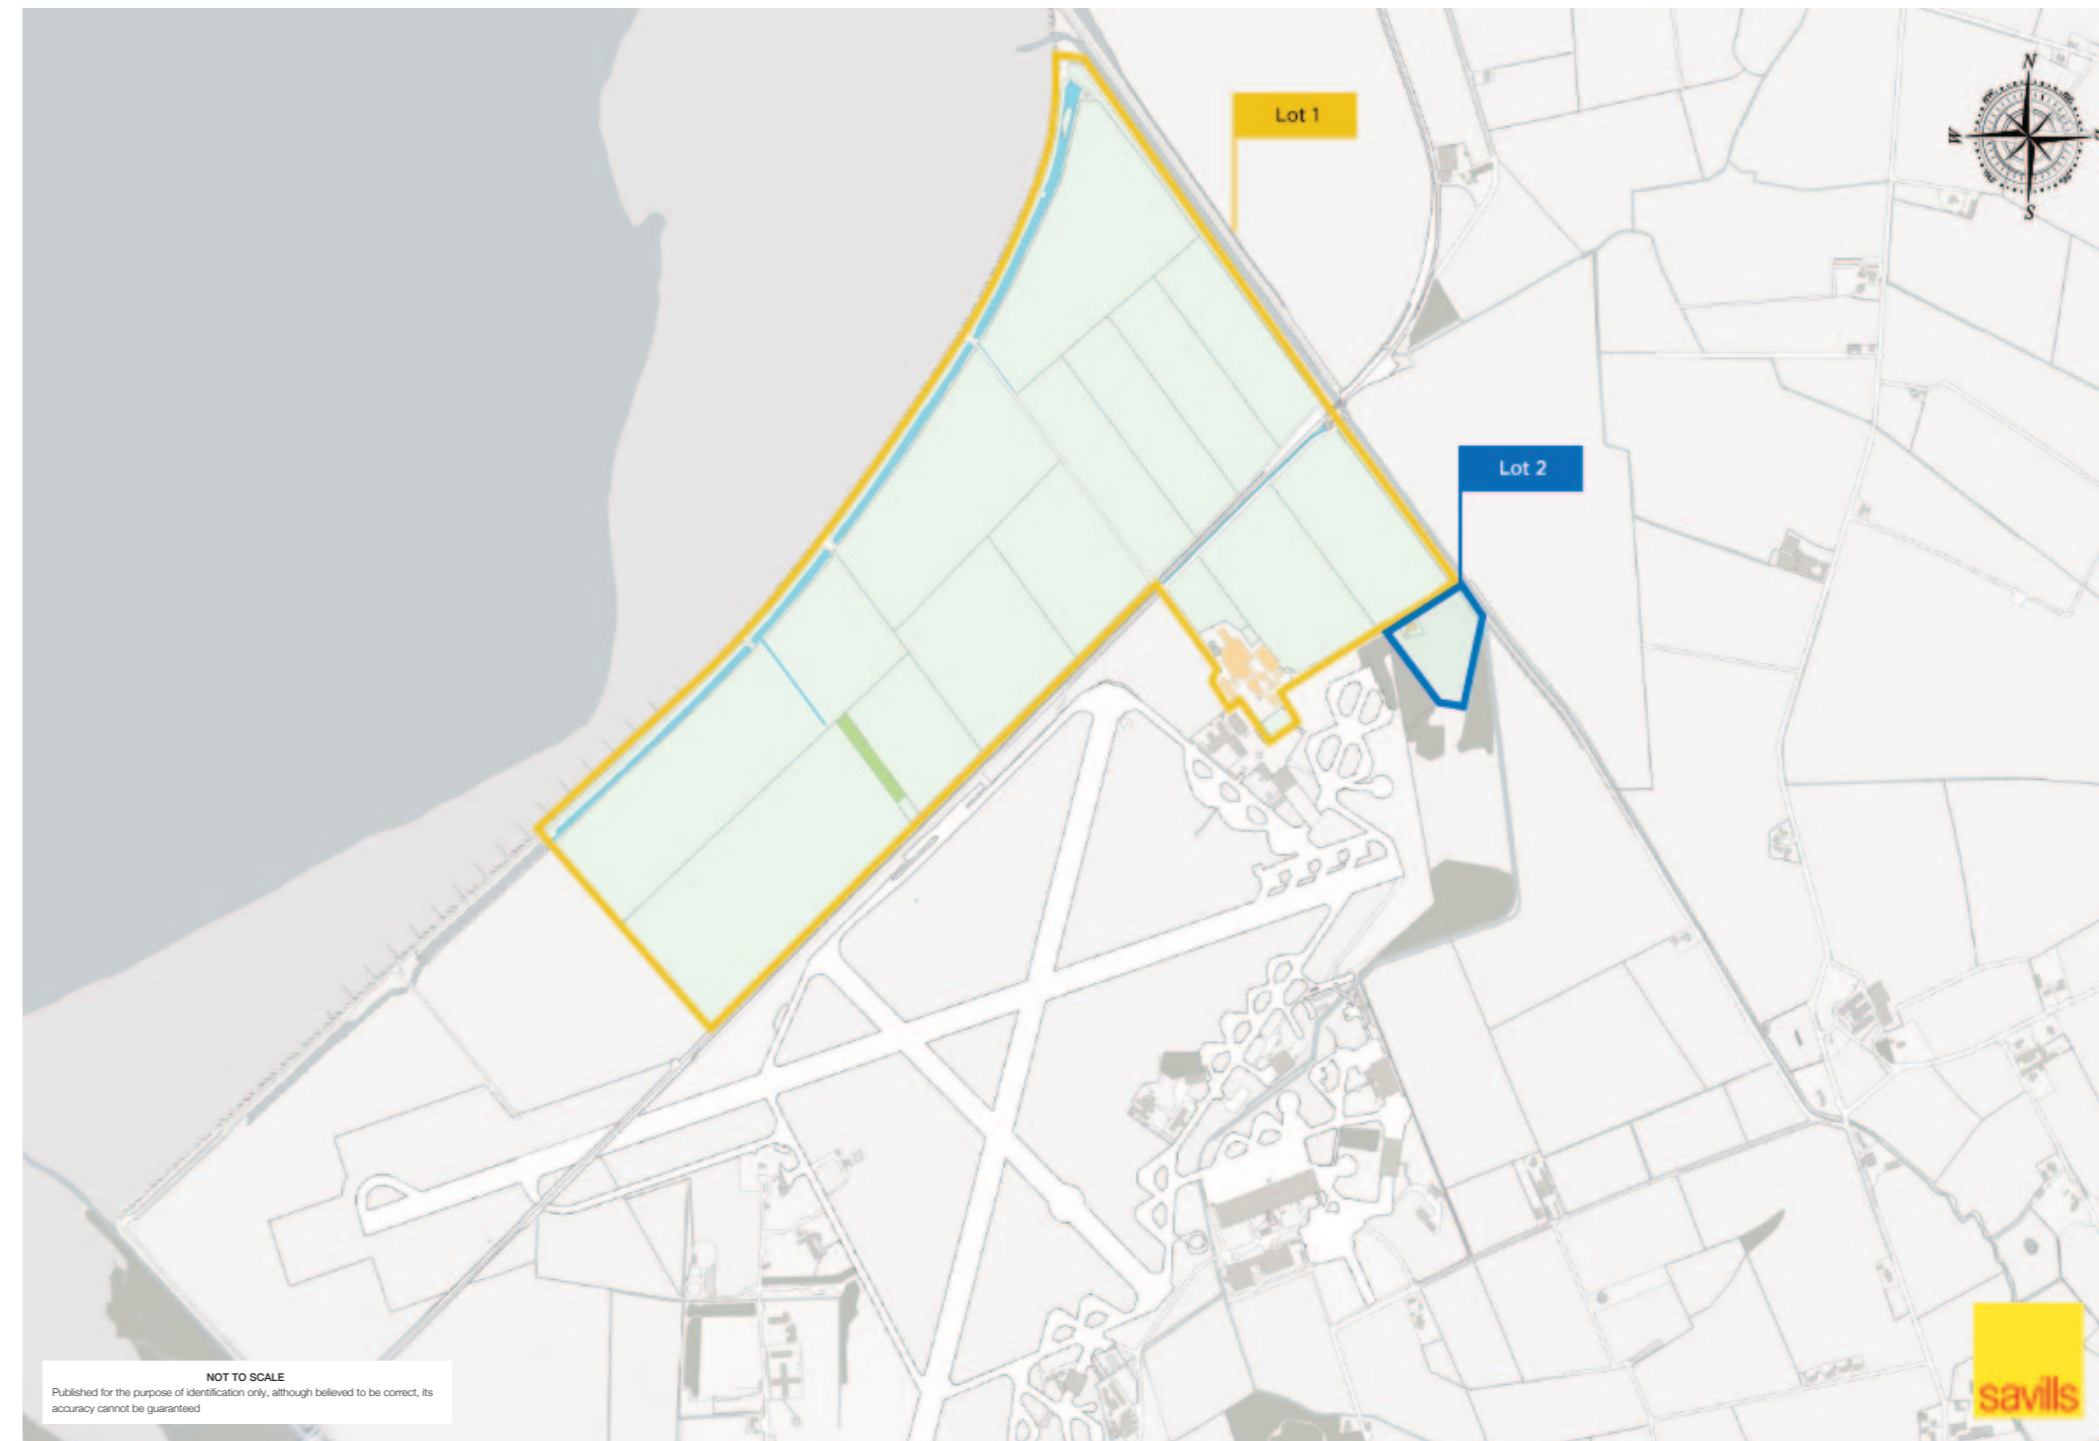 Lot 1
N
W
S
Lot 2
NOT TO SCALE
Published for the purpose of identification only, although believed to be correct, its
accuracy cannot be guaranteed
savills